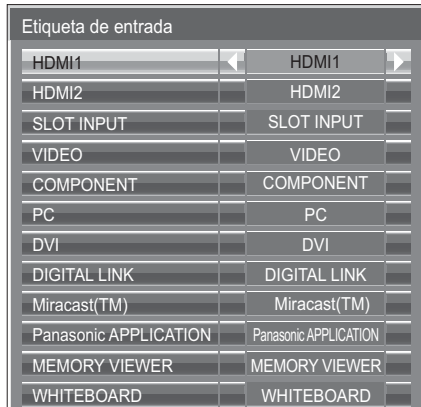 Etiqueta de entrada
HDMI1 HDMI1
HDMI2 HDMI2
SLOT INPUT SLOT INPUT
VIDEO VIDEO
COMPONENT COMPONENT
PC PC
DVI DVI
DIGITAL LINK DIGITAL LINK
Miracast(TM) Miracast(TM)
Panasonic APPLICATION Panasonic APPLICATION
MEMORY VIEWER MEMORY VIEWER
WHITEBOARD WHITEBOARD